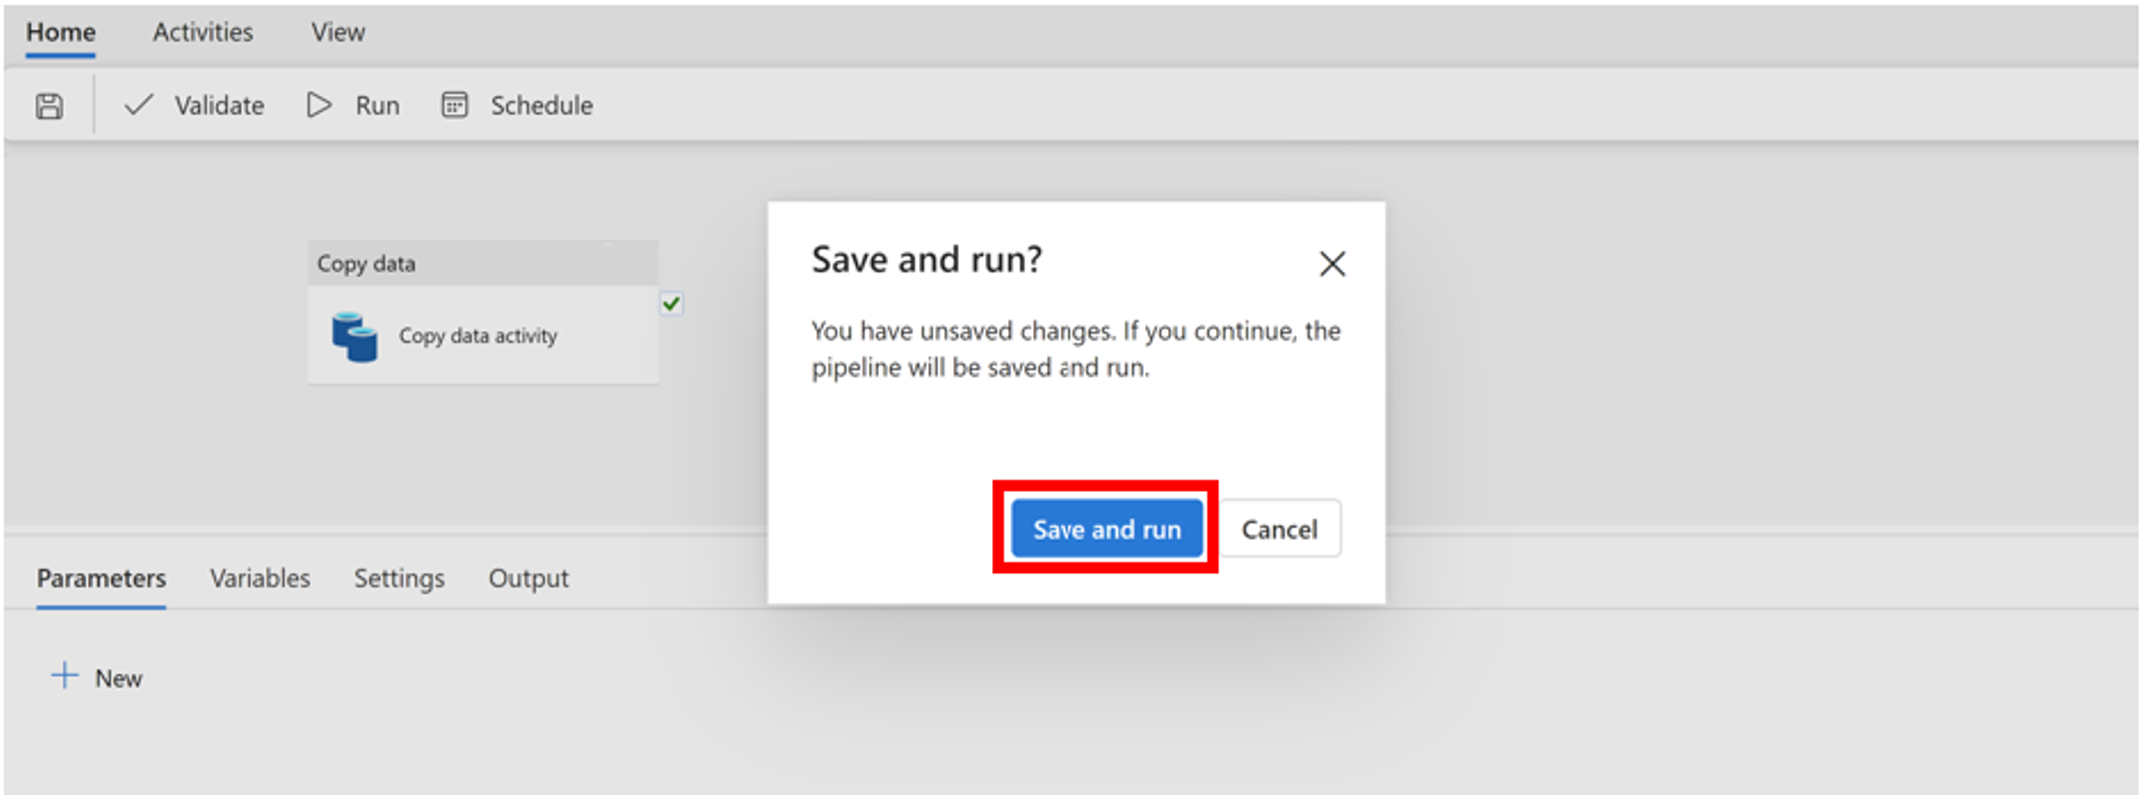 Home Activities View
Validate Run Schedule
Copy data
Copy data activity
Save and run?
You have unsaved changes. If you continue, the
pipeline will be saved and run.
Save and run Cancel
Parameters Variables Settings Output
New